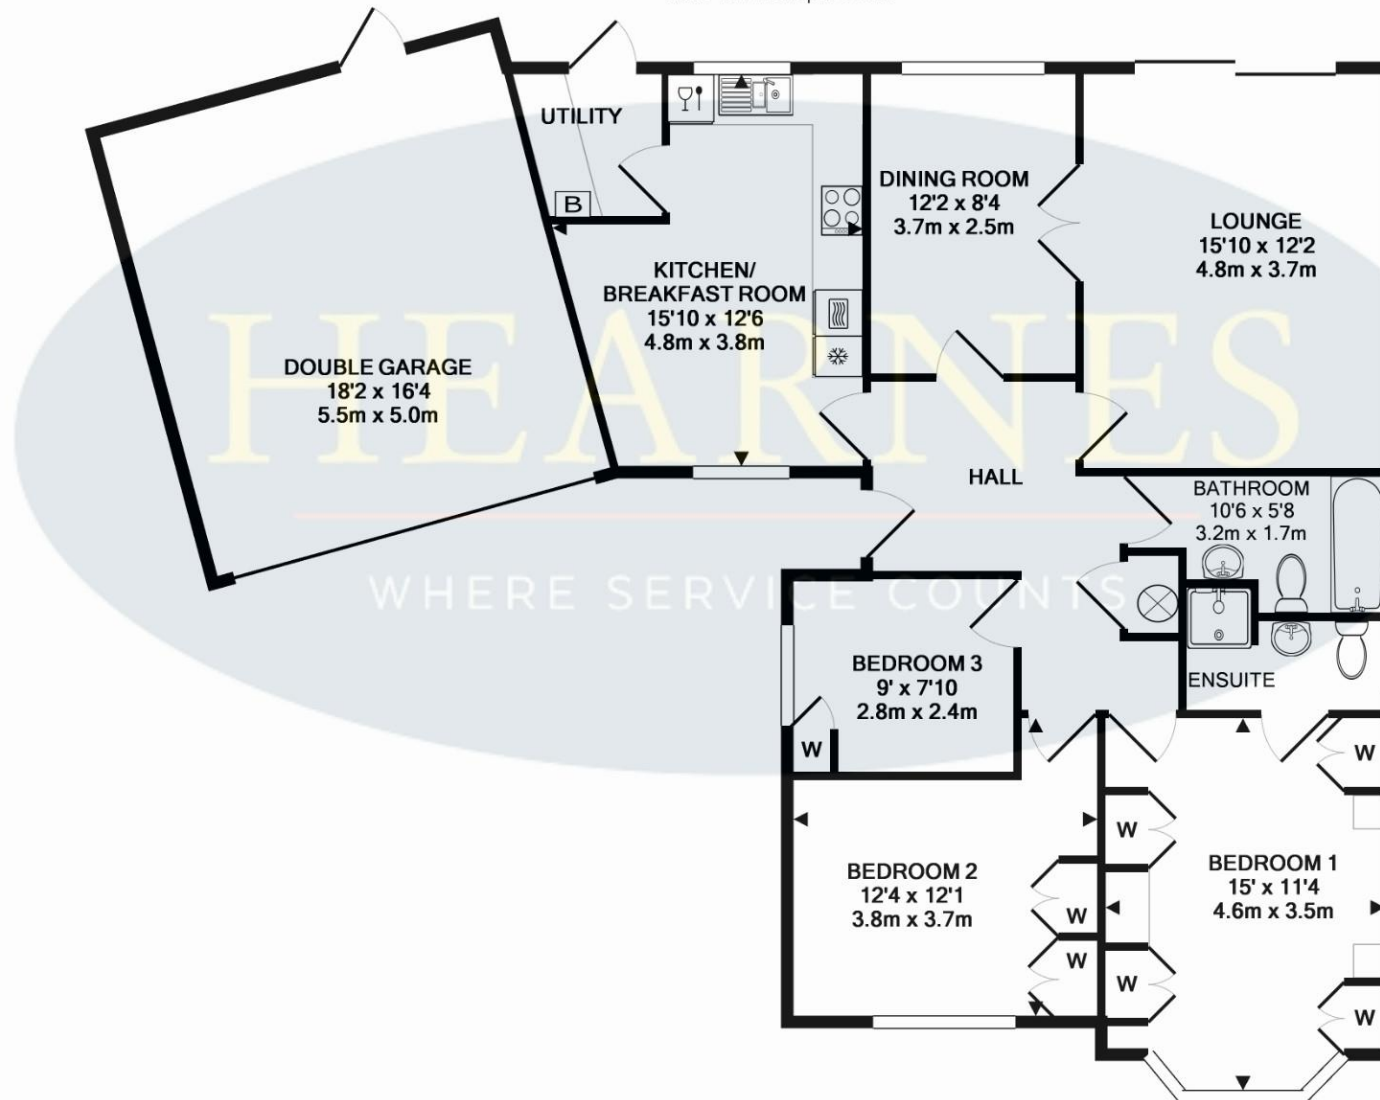 UTILITY
B
DINING ROOM
12'2 x 8'4
3.7m x 2.5m
LOUNGE
15'10 x 12'2
4.8m x 3.7m
KITCHEN/
BREAKFAST ROOM
15'10 x 12'6
4.8m x 3.8m
DOUBLE GARAGE
18'2 x 16'4
5.5m x 5.0m
HEARNES
HALL
BATHROOM
10'6 x 5'8
3.2m x 1.7m
WHERE SERVICE COUNTS
BEDROOM 3
9' x 7'10
2.8m x 2.4m
W
ENSUITE
W
W
BEDROOM 2
12'4 x 12'1
3.8m x 3.7m
BEDROOM 1
15' x 11'4
4.6m x 3.5m
W
W
W
W